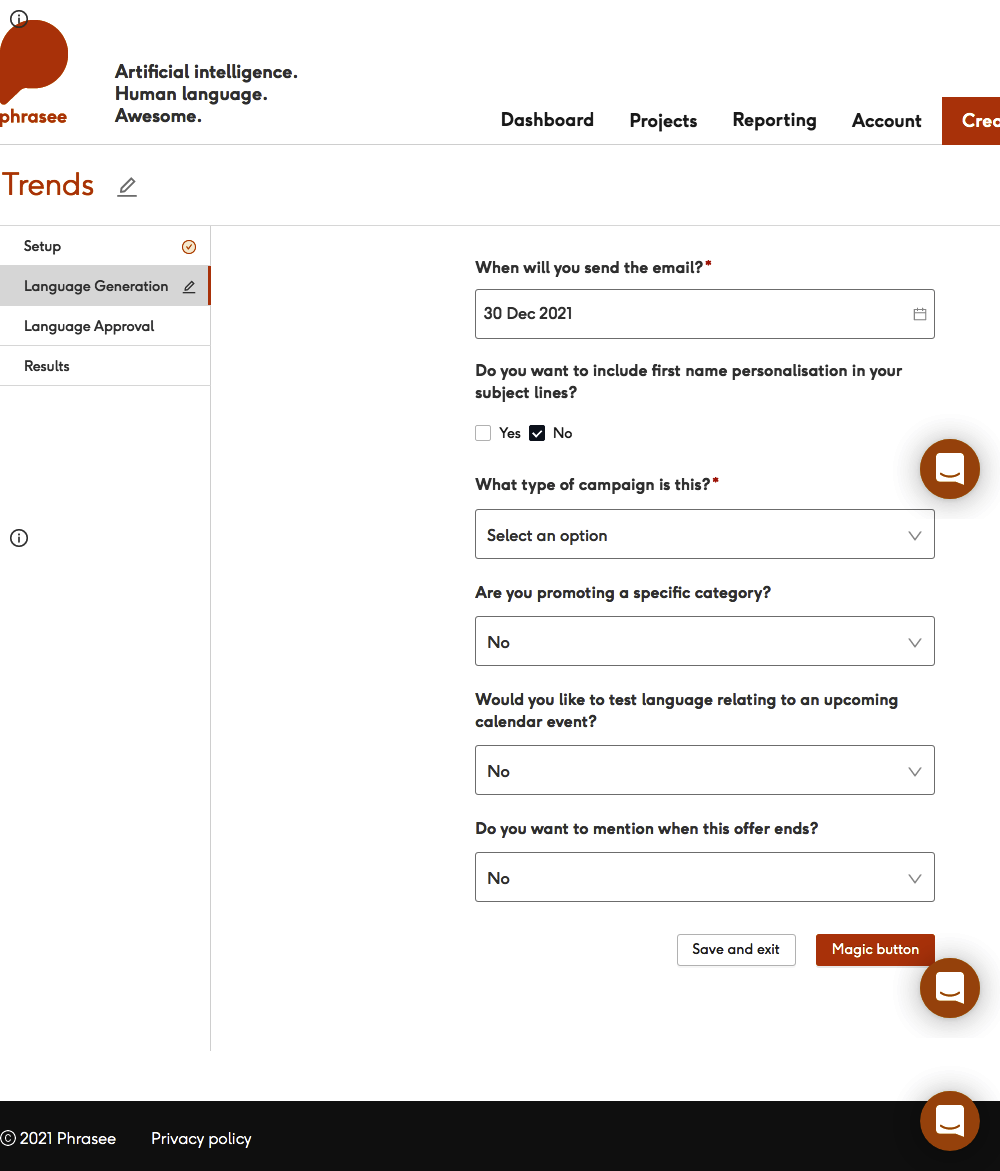 phrasee
Artificial intelligence.
Human language.
Awesome.
Dashboard Projects Reporting Account
Trends
Setup
Language Generation
Language Approval
Results
When will you send the email?*
30 Dec 2021
Do you want to include first name personalisation in your
subject lines?
Yes No
What type of campaign is this?*
Select an option
Are you promoting a specific category?
No
Would you like to test language relating to an upcoming
calendar event?
No
Do you want to mention when this offer ends?
No
Save and exit Magic button
© 2021 Phrasee Privacy policy